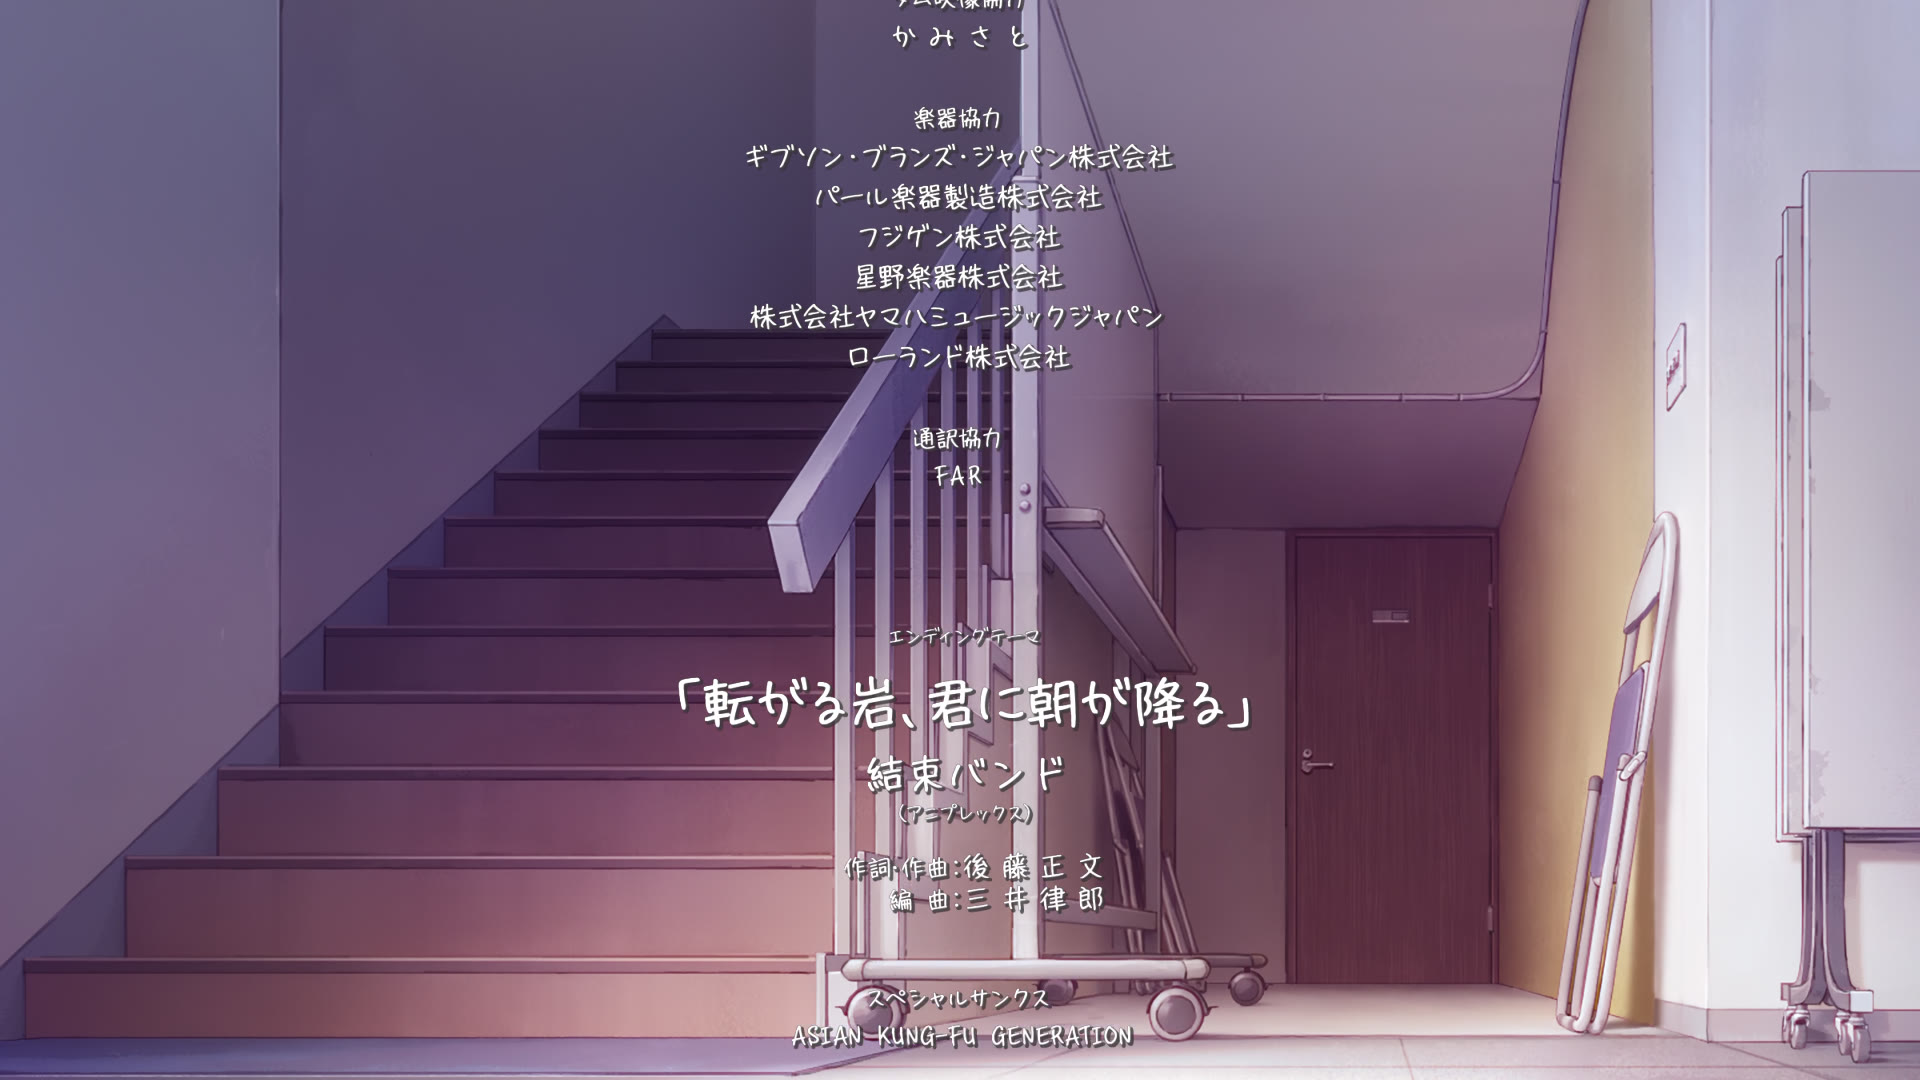 かみさと
楽器協力
ギブソン・ブランズ・ジャパン株式会社
パール楽器製造株式会社
フジゲン株式会社
星野楽器株式会社
株式会社ヤマハミュージックジャパン
ローランド株式会社
通訳協力
FAR
エンディングテーマ
「転がる岩、君に朝が降る」
結束バンド
(アニプレックス)
作詞・作曲:後藤正文
編曲:三井律郎
スペシャルサンクス
ASIAN KUNG-FU GENERATION